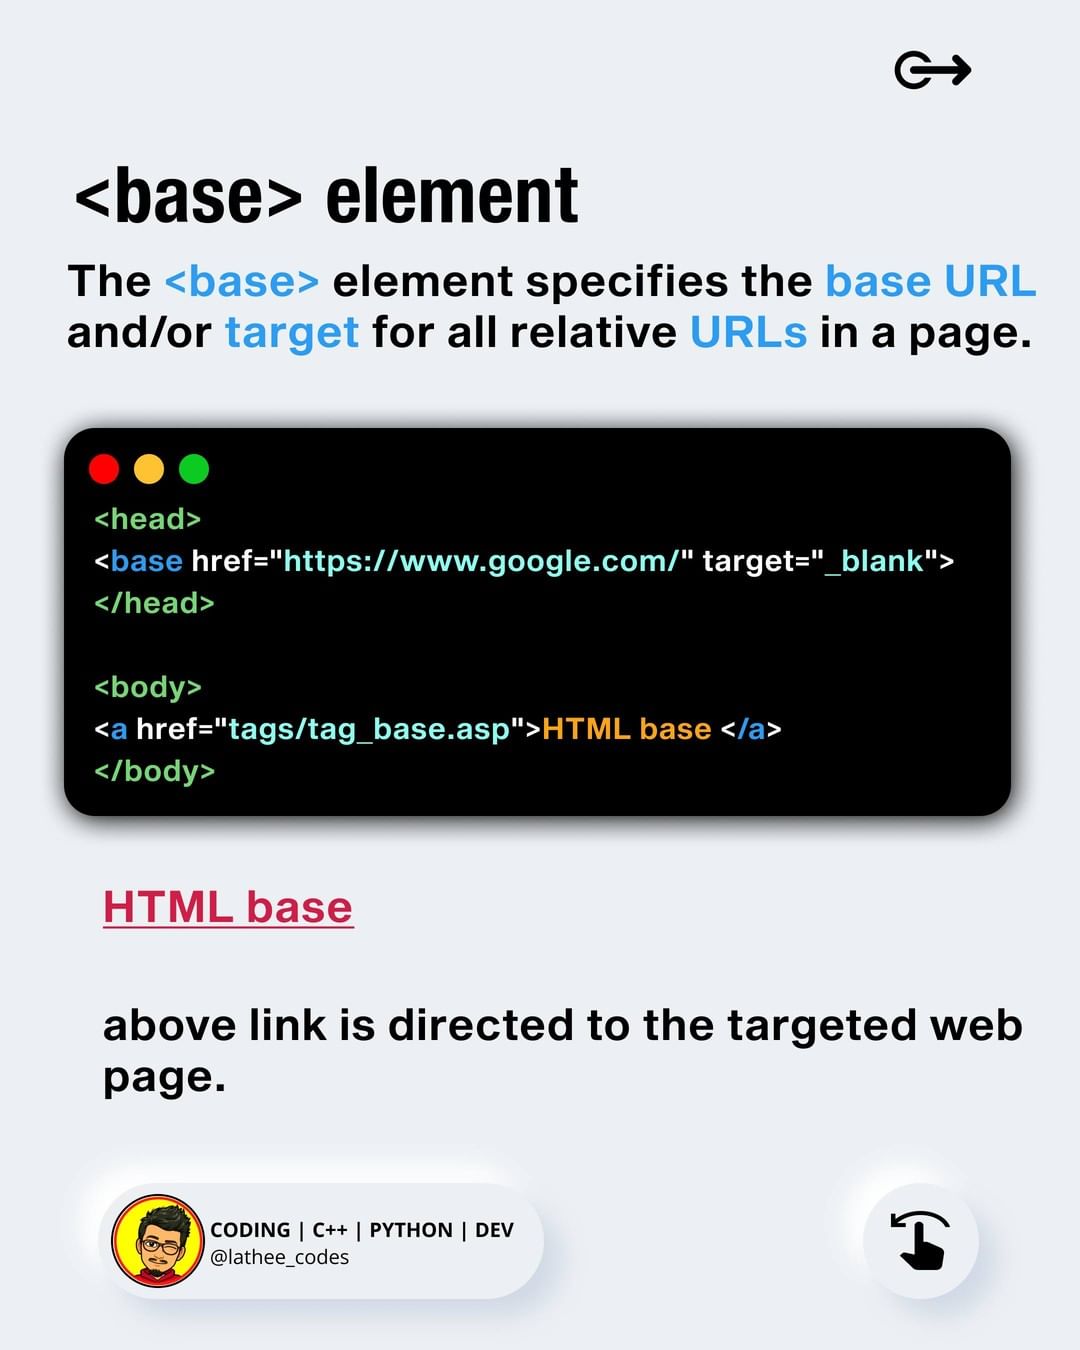 <base> element
The <base> element specifies the base URL
and/or target for all relative URLs in a page.
<head>
<base href="https://www.google.com/" target="_blank">
</head>
<body>
<a href="tags/tag_base.asp">HTML base </a>
</body>
HTML base
above link is directed to the targeted web
page.
CODING | C++ | PYTHON | DEV
@lathee_codes